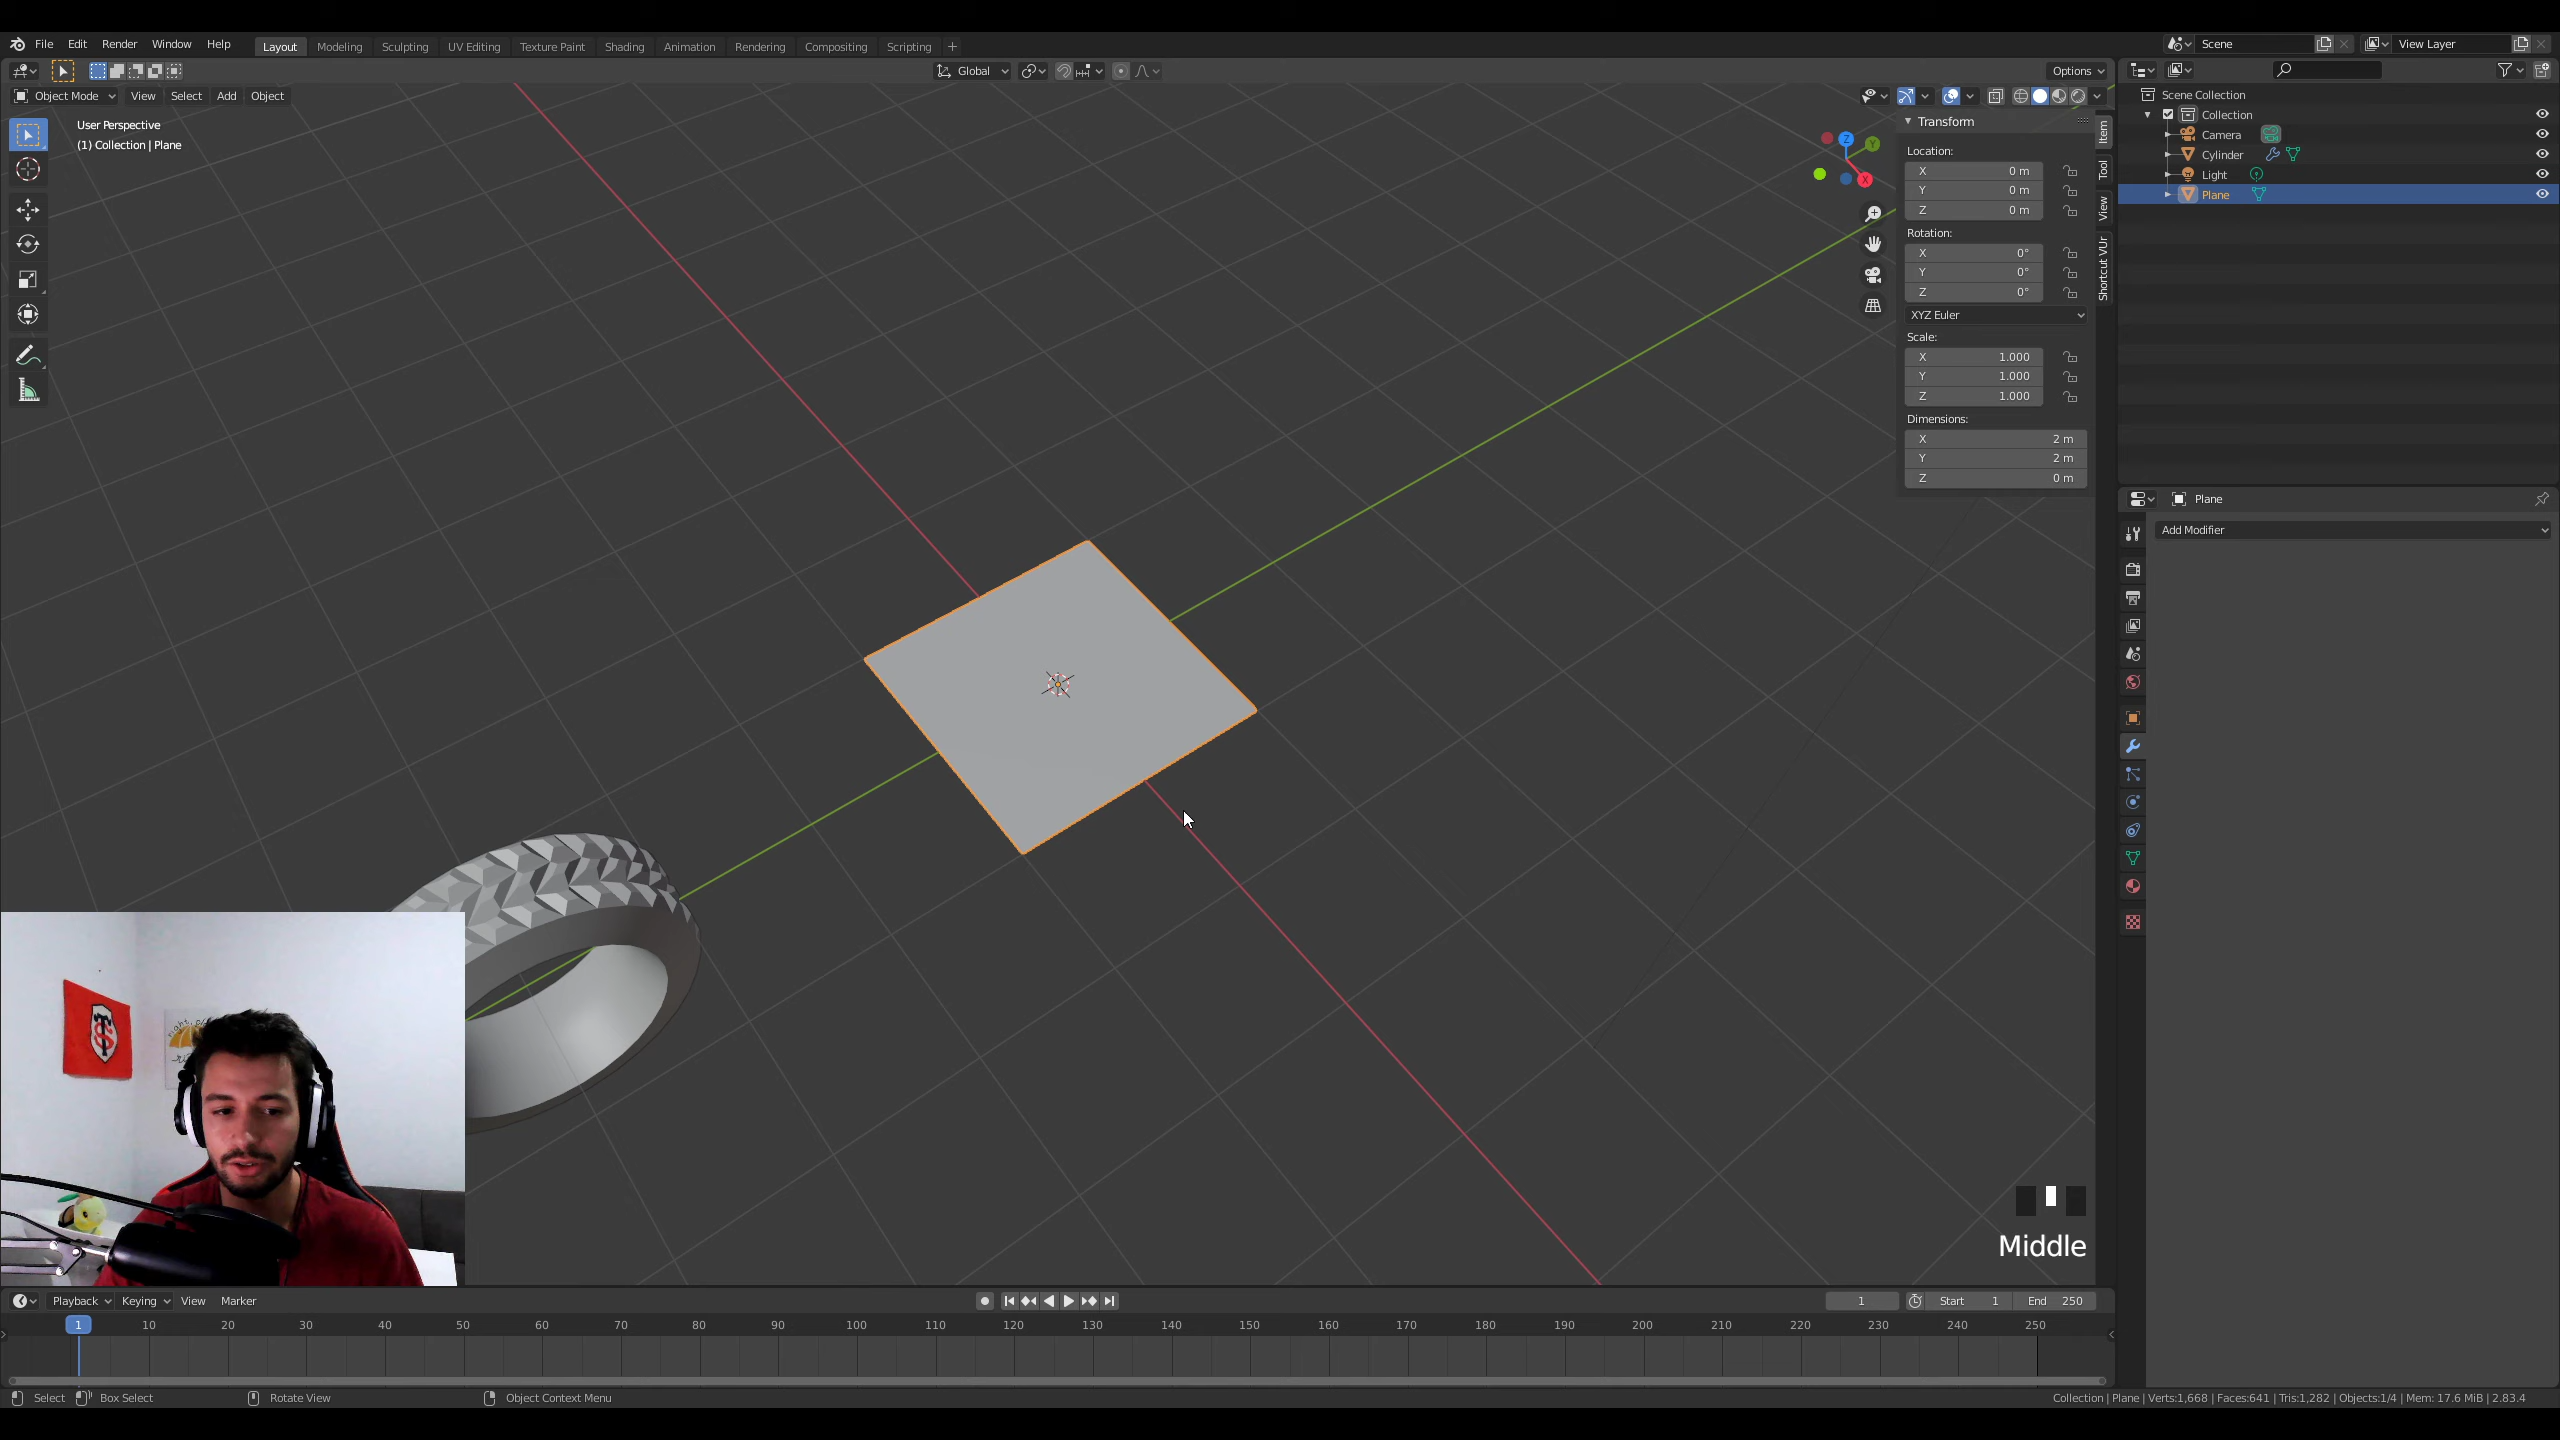 File Edit Render Window Help Layout Modeling Sculpting UV Editing Texture Paint Shading Animation Rendering Compositing Scripting + Scene View Layer
Global Options
Object Mode View Select Add Object
User Perspective
(1) Collection | Plane
Transform
Location:
X 0 m
Y 0 m
Z 0 m
Rotation:
X 0°
Y 0°
Z 0°
XYZ Euler
Scale:
X 1.000
Y 1.000
Z 1.000
Dimensions:
X 2 m
Y 2 m
Z 0 m
Item
Tool
View
Shortcut VUr
Z
Y
X
Scene Collection
Collection
Camera
Cylinder
Light
Plane
Plane
Add Modifier
Middle
Playback Keying View Marker 1 Start 1 End 250
1 10 20 30 40 50 60 70 80 90 100 110 120 130 140 150 160 170 180 190 200 210 220 230 240 250
Select Box Select Rotate View Object Context Menu Collection | Plane | Verts:1,668 | Faces:641 | Tris:1,282 | Objects:1/4 | Mem: 17.6 MiB | 2.83.4